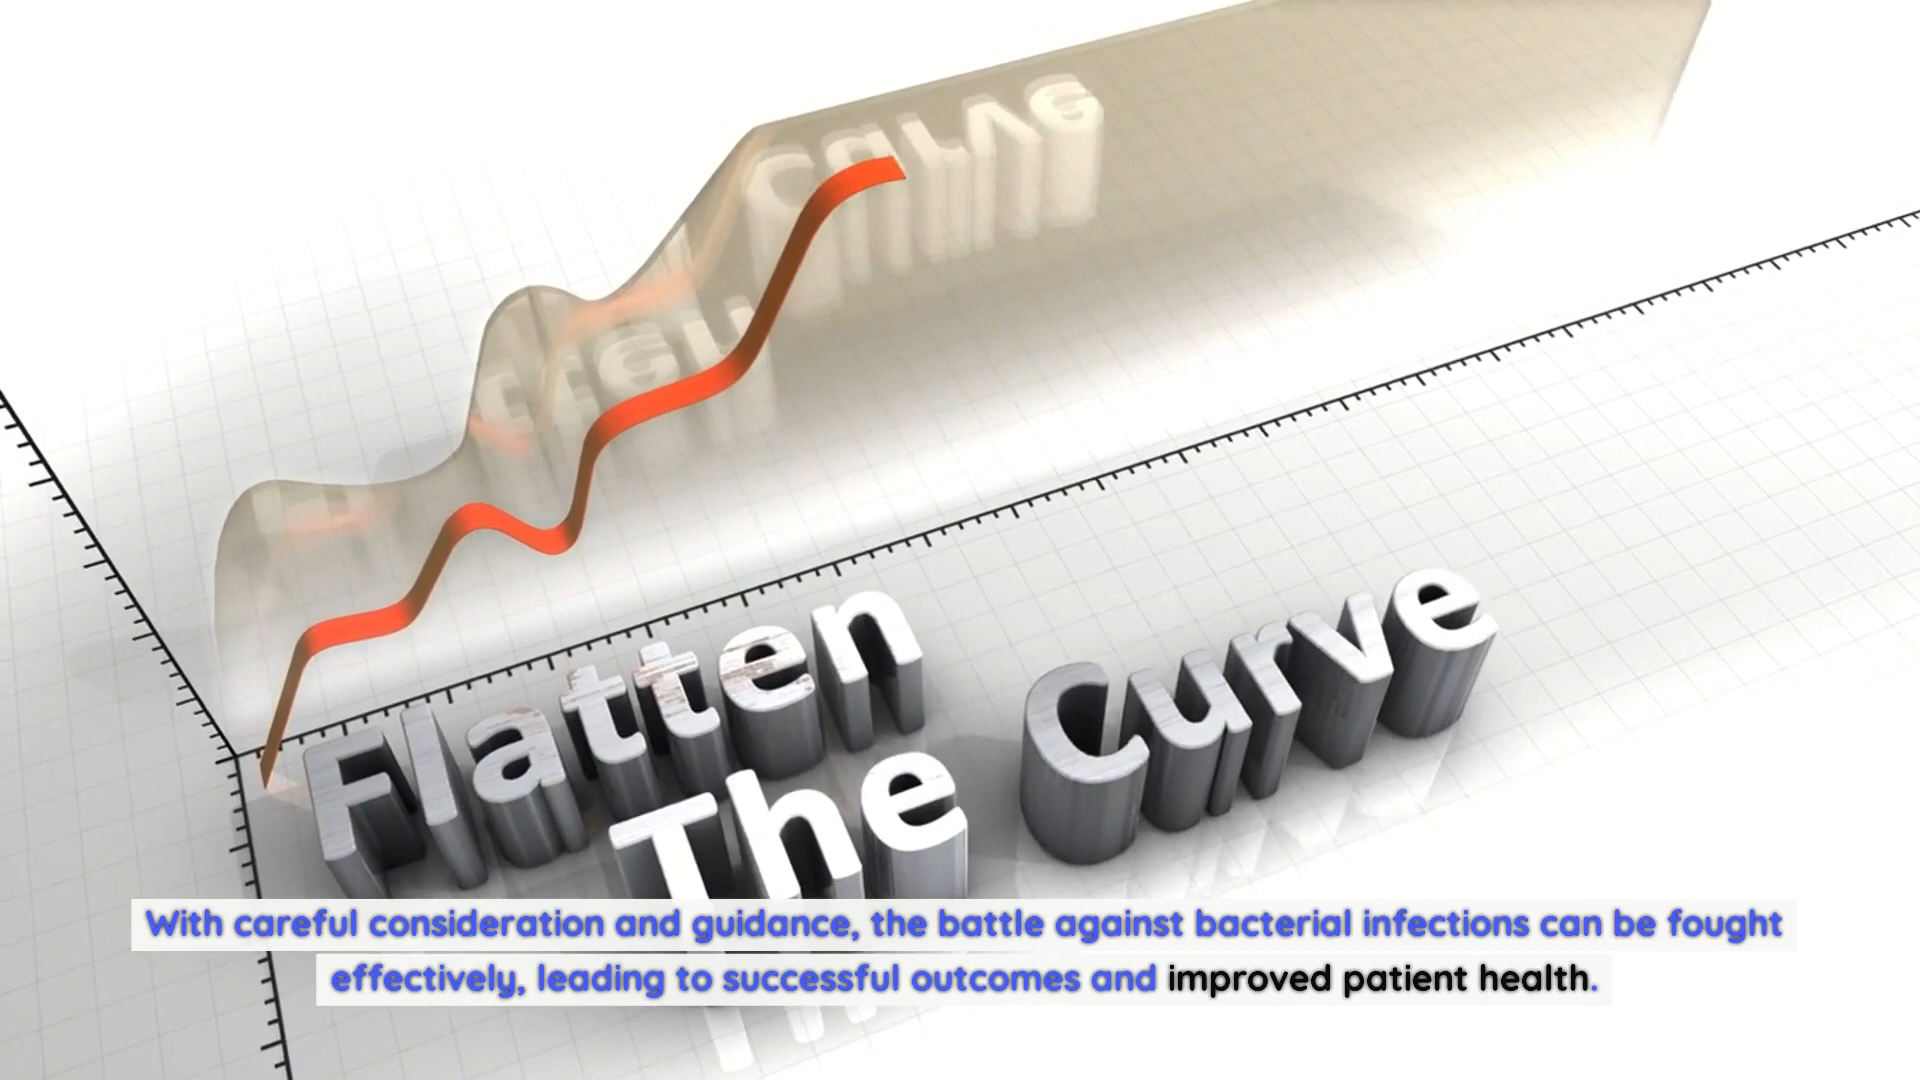 Flatten
The Curve
With careful consideration and guidance, the battle against bacterial infections can be fought
effectively, leading to successful outcomes and improved patient health.